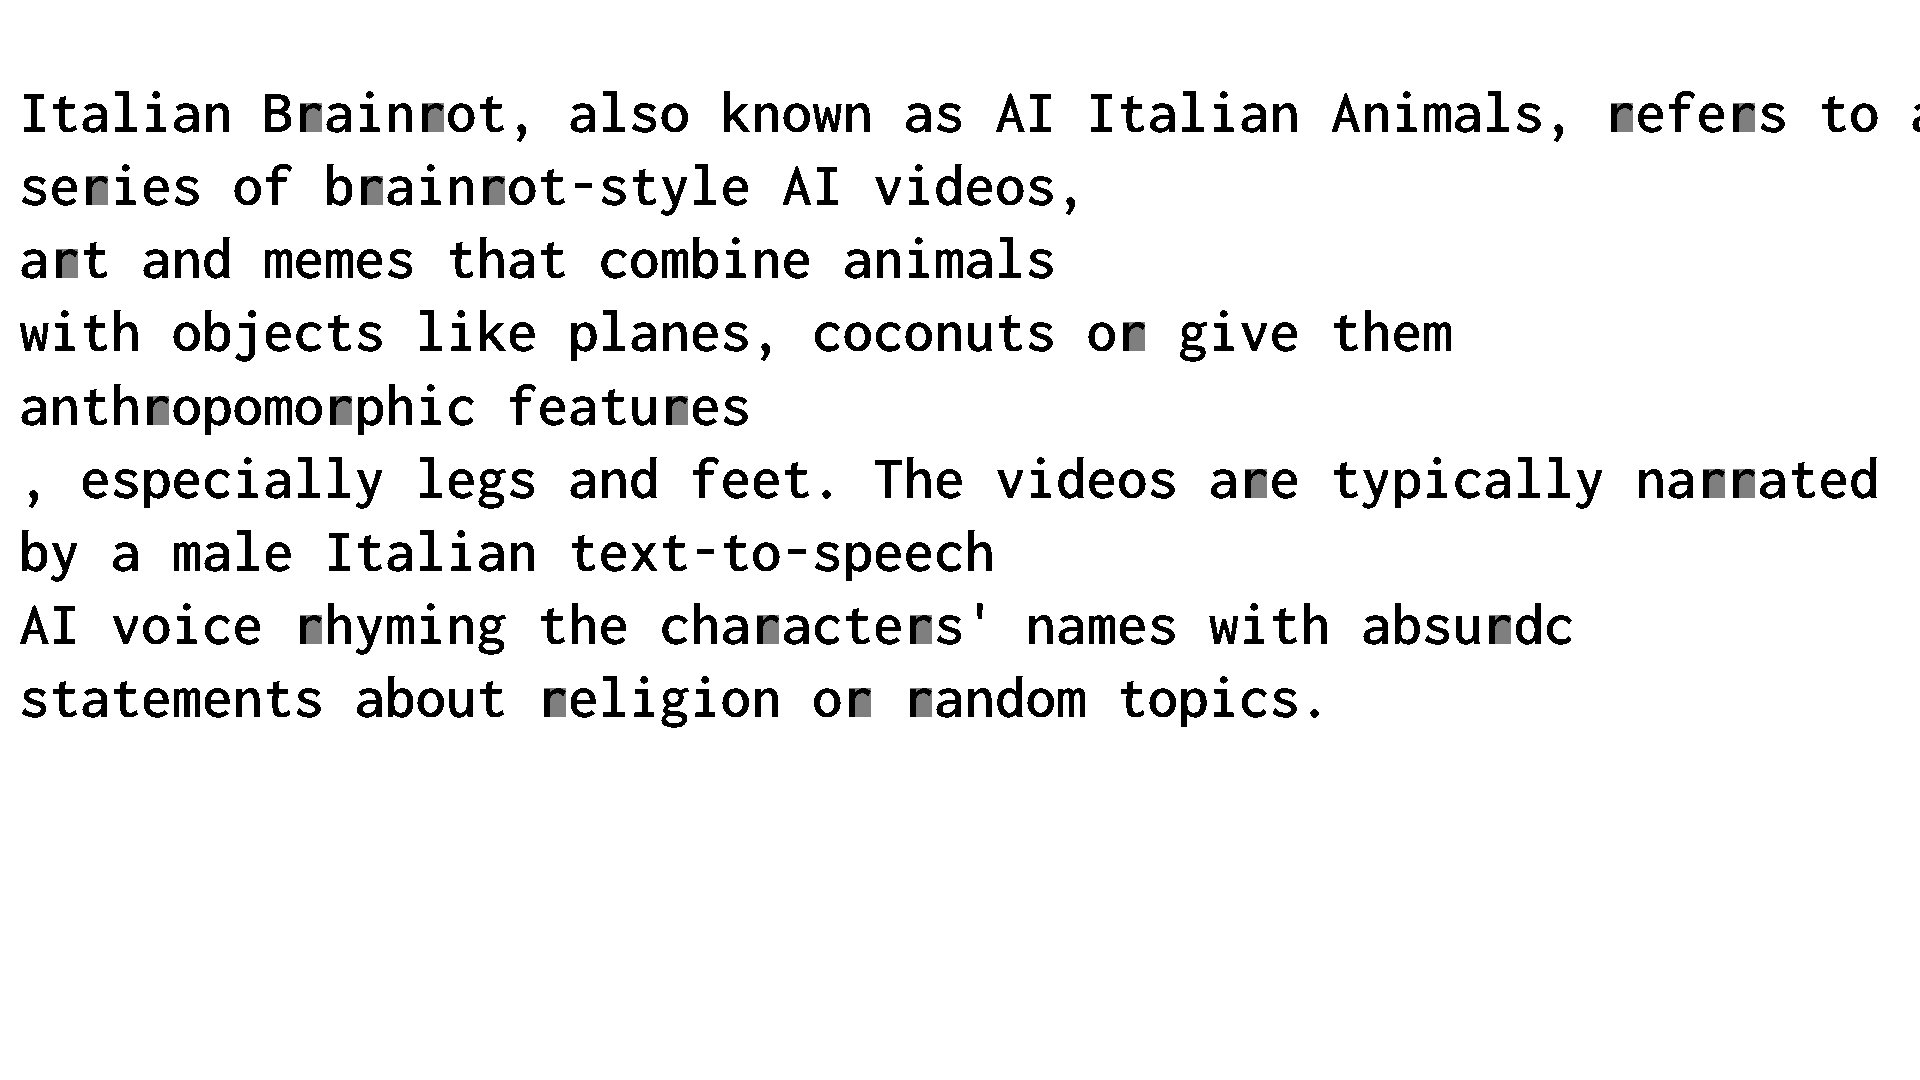 Italian Brainrot, also known as AI Italian Animals, refers to a
series of brainrot-style AI videos,
art and memes that combine animals
with objects like planes, coconuts or give them
anthropomorphic features
, especially legs and feet. The videos are typically narrated
by a male Italian text-to-speech
AI voice rhyming the characters' names with absurdc
statements about religion or random topics.